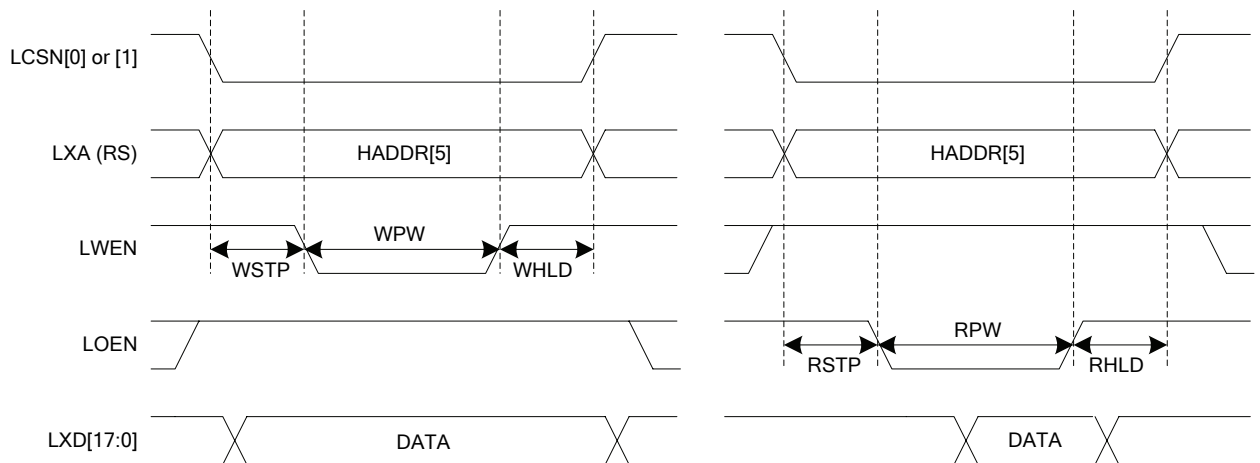 LCSN[0] or [1]
LXA (RS)
HADDR[5]
HADDR[5]
LWEN
WSTP
WPW
WHLD
LOEN
RSTP
RPW
RHLD
LXD[17:0]
DATA
DATA